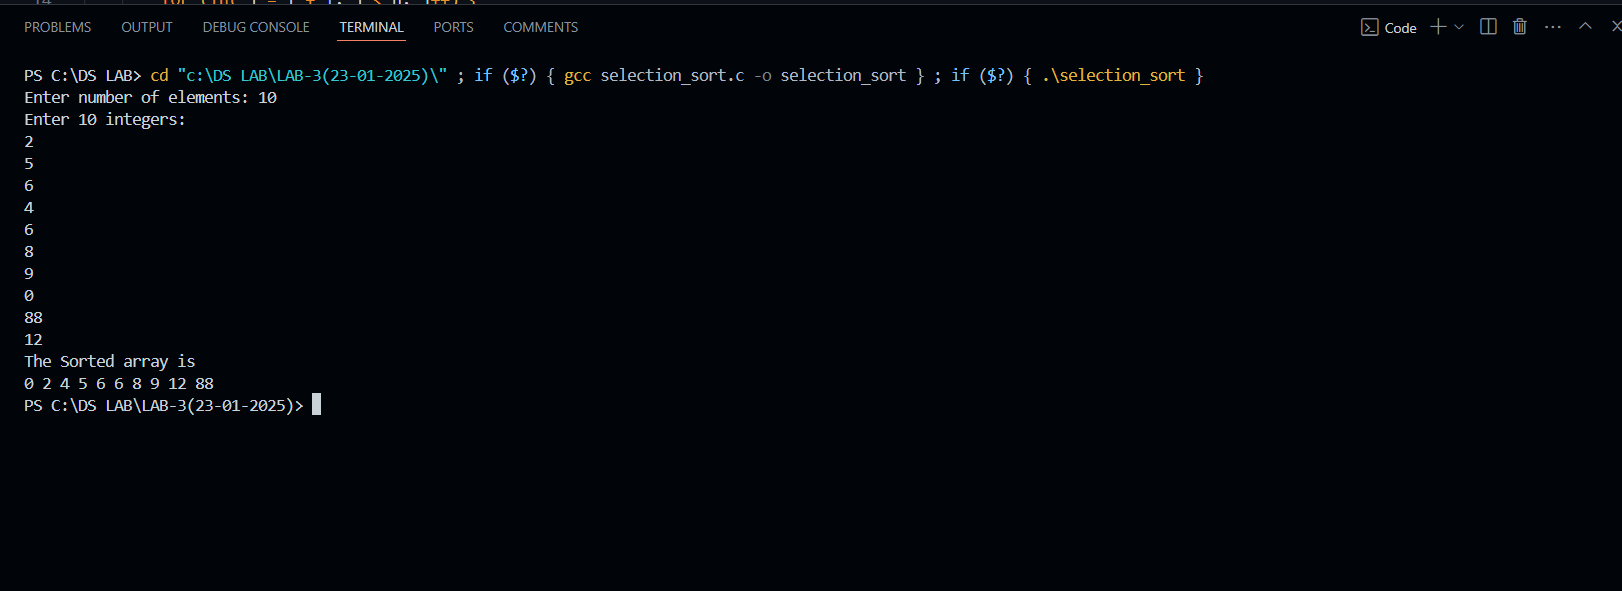 PROBLEMS OUTPUT DEBUG CONSOLE TERMINAL PORTS COMMENTS Code
PS C:\DS LAB> cd "c:\DS LAB\LAB-3(23-01-2025)\" ; if ($?) { gcc selection_sort.c -o selection_sort } ; if ($?) { .\selection_sort }
Enter number of elements: 10
Enter 10 integers:
2
5
6
4
6
8
9
0
88
12
The Sorted array is
0 2 4 5 6 6 8 9 12 88
PS C:\DS LAB\LAB-3(23-01-2025)>